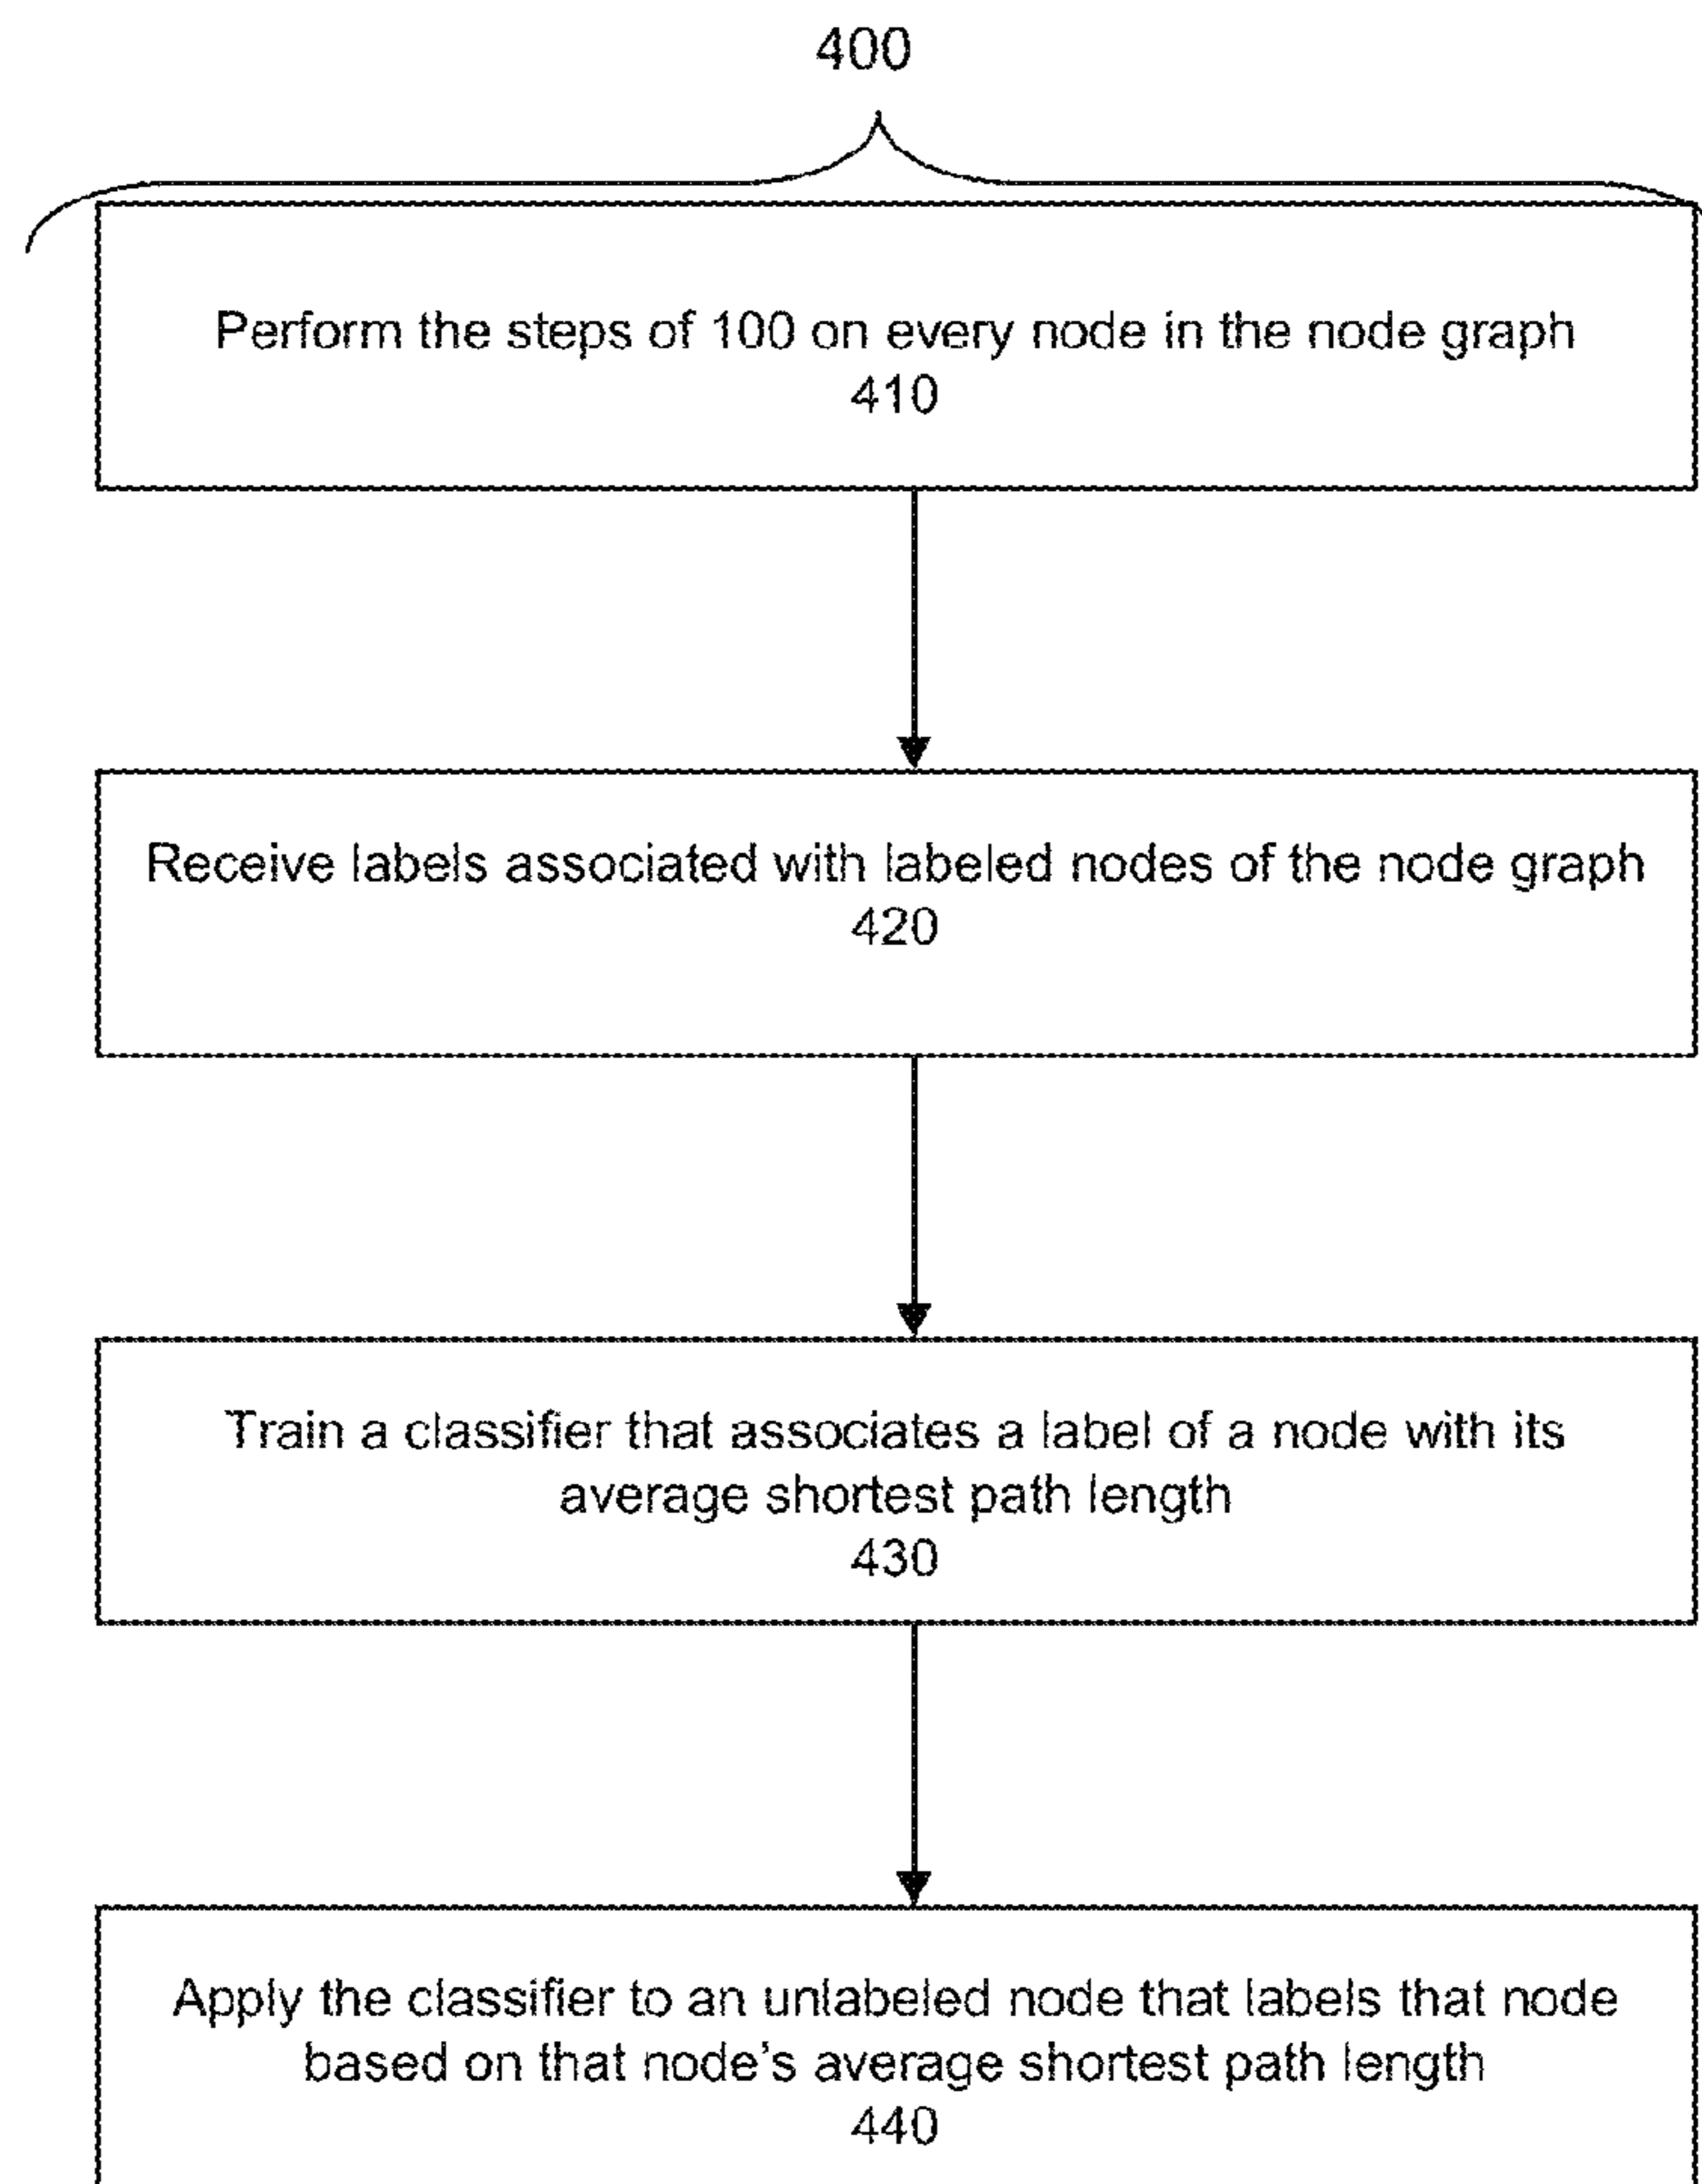 400
Perform the steps of 100 on every node in the node graph
410
Receive labels associated with labeled nodes of the node graph
420
Train a classifier that associates a label of a node with its
average shortest path length
430
Apply the classifier to an unlabeled node that labels that node
based on that node's average shortest path length
440